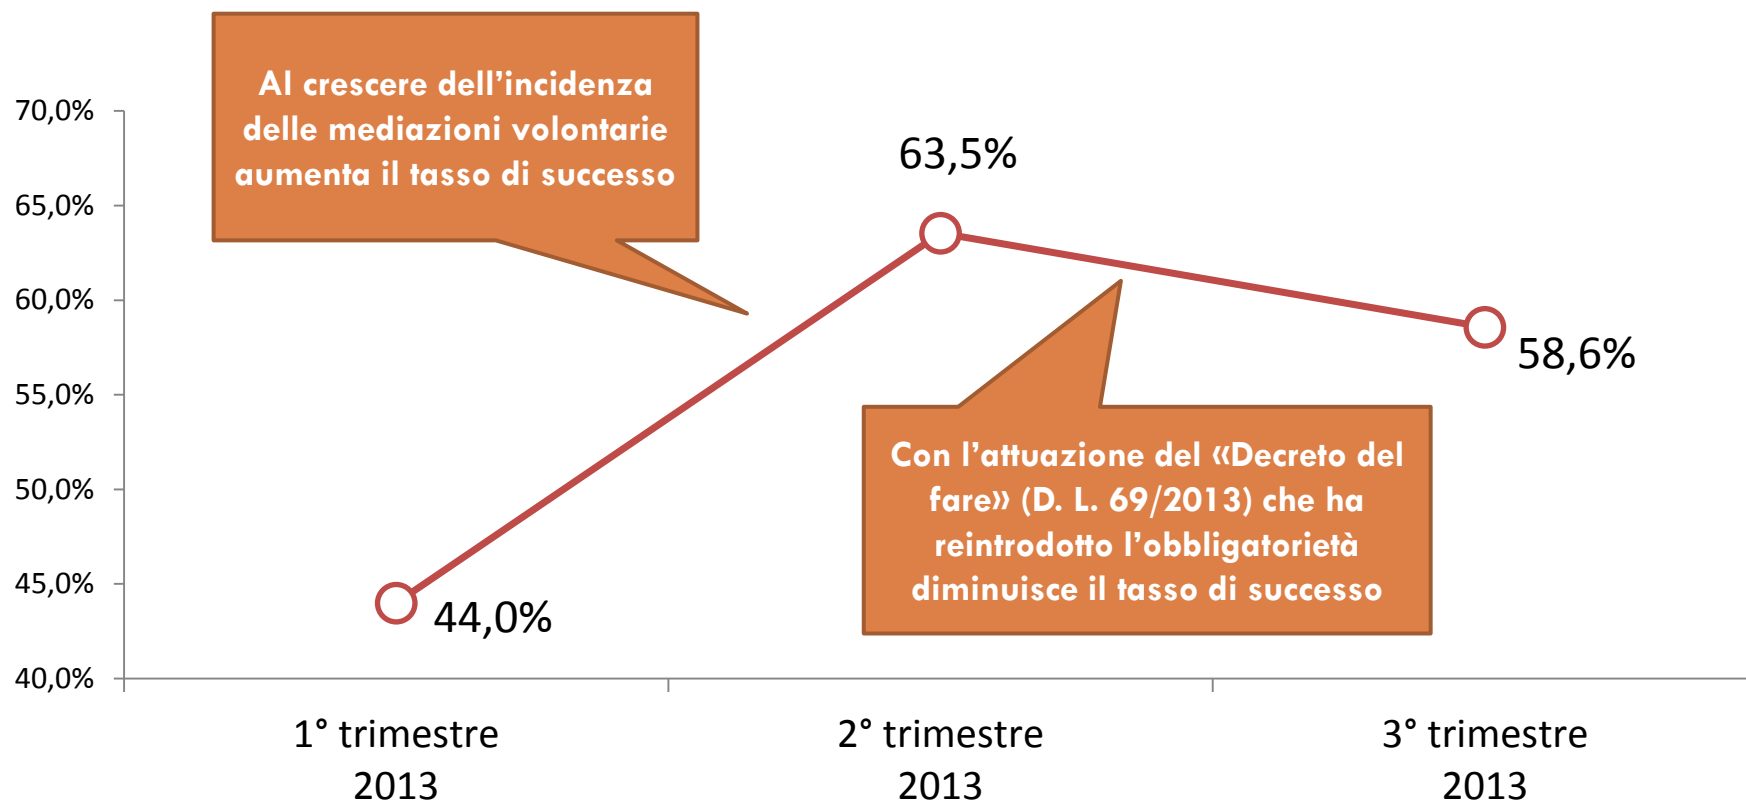 Al crescere dell’incidenza
delle mediazioni volontarie
aumenta il tasso di successo
70,0%
65,0%
60,0%
55,0%
50,0%
45,0%
40,0%
63,5%
58,6%
44,0%
Con l’attuazione del «Decreto del
fare» (D. L. 69/2013) che ha
reintrodotto l’obbligatorietà
diminuisce il tasso di successo
1° trimestre
2013
2° trimestre
2013
3° trimestre
2013